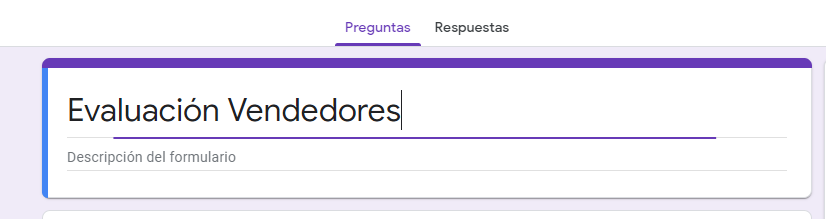 Preguntas Respuestas
Evaluación Vendedores
Descripción del formulario